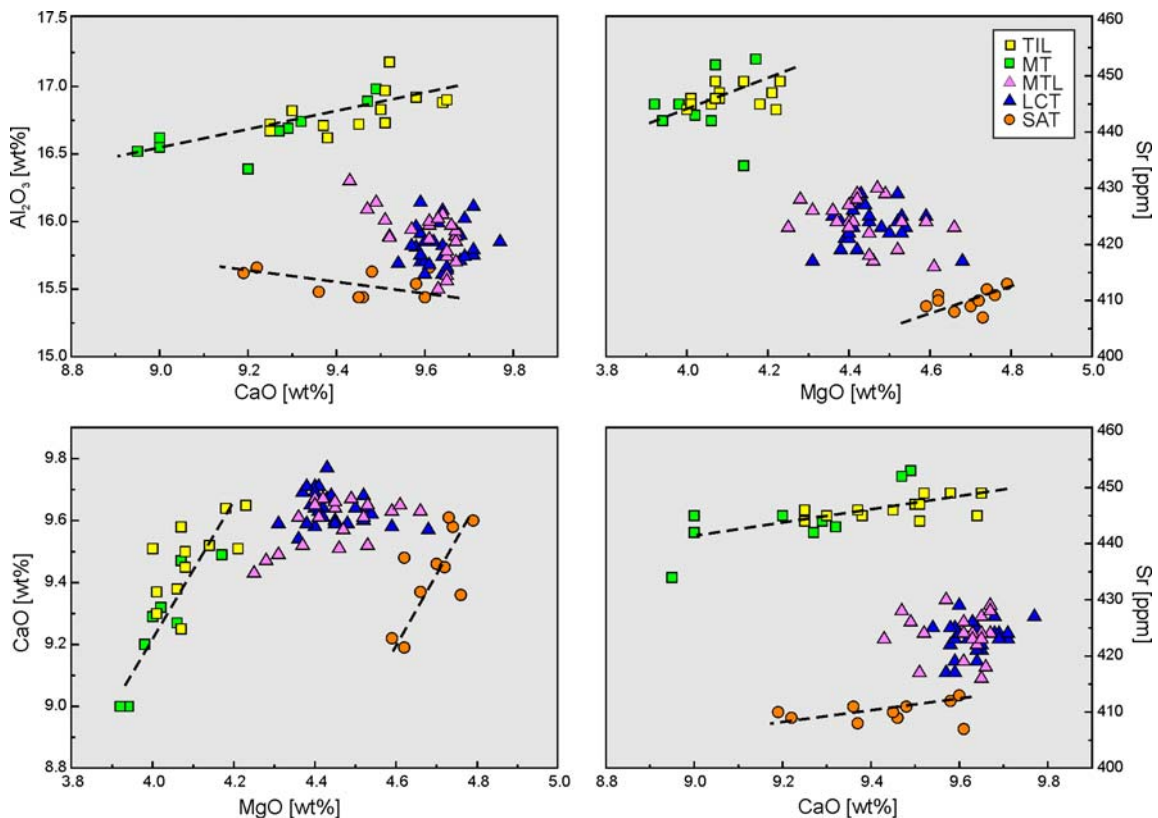 17.5
17.0
16.5
16.0
15.5
15.0
Al₂O₃ [wt%]
8.8 9.0 9.2 9.4 9.6 9.8
CaO [wt%]
460
450
440
430
420
410
400
Sr [ppm]
3.8 4.0 4.2 4.4 4.6 4.8 5.0
MgO [wt%]
TIL
MT
MTL
LCT
SAT
9.8
9.6
9.4
9.2
9.0
8.8
CaO [wt%]
3.8 4.0 4.2 4.4 4.6 4.8 5.0
MgO [wt%]
460
450
440
430
420
410
400
Sr [ppm]
9.0 9.2 9.4 9.6 9.8
CaO [wt%]